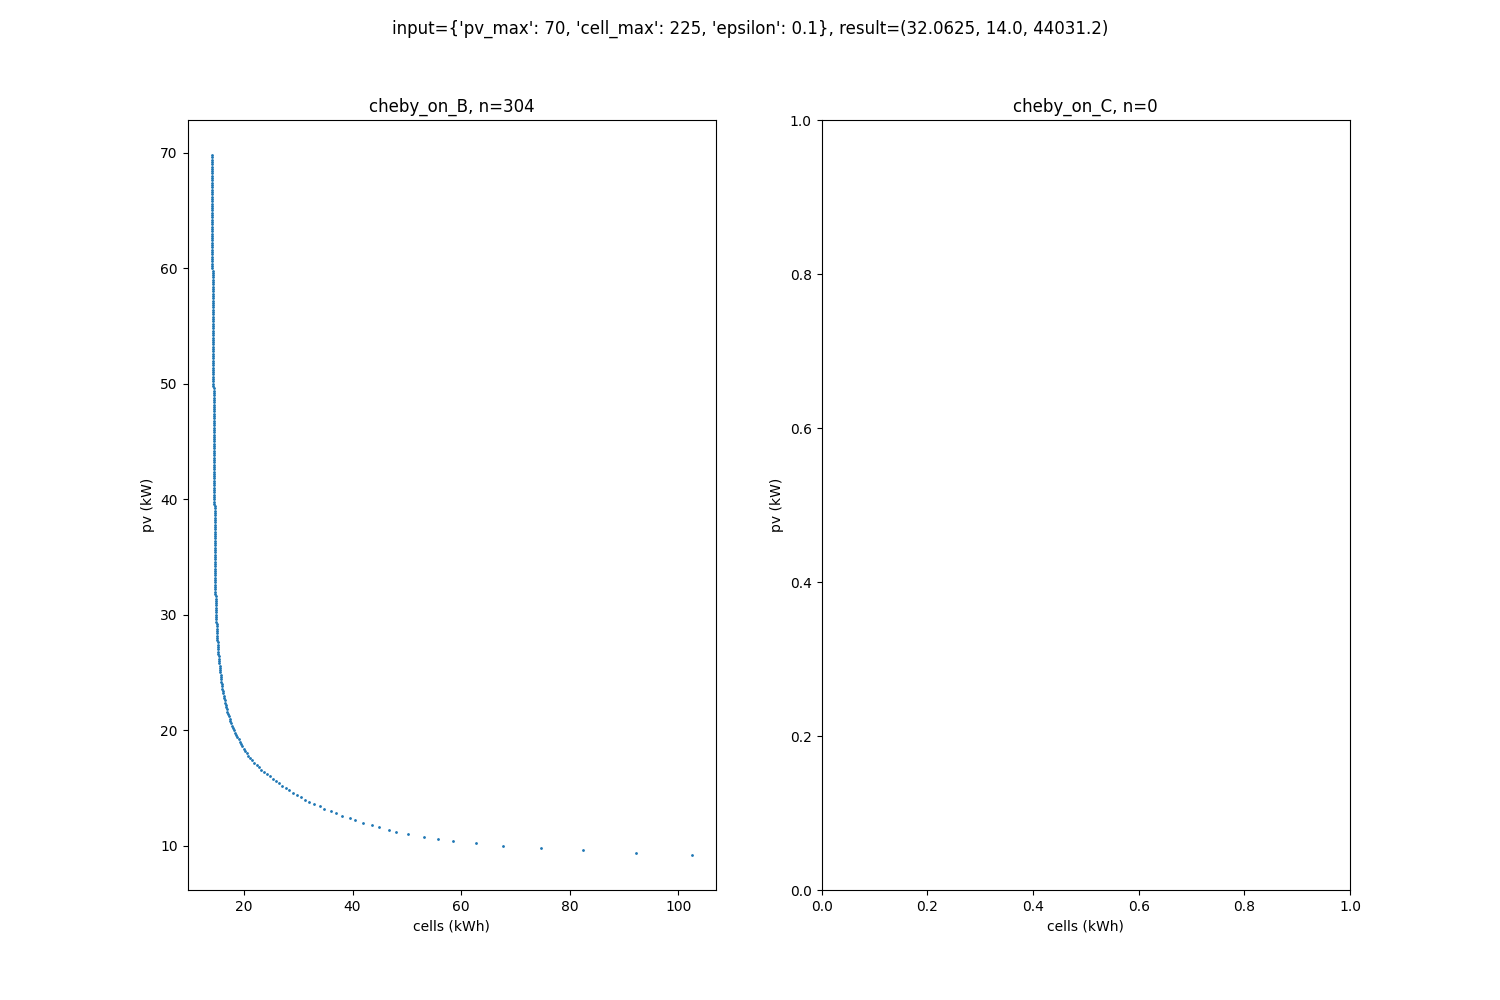 input={'pv_max': 70, 'cell_max': 225, 'epsilon': 0.1}, result=(32.0625, 14.0, 44031.2)
cheby_on_B, n=304
70
60
50
40
30
20
10
pv (kW)
20 40 60 80 100
cells (kWh)
cheby_on_C, n=0
1.0
0.8
0.6
0.4
0.2
0.0
pv (kW)
0.0 0.2 0.4 0.6 0.8 1.0
cells (kWh)